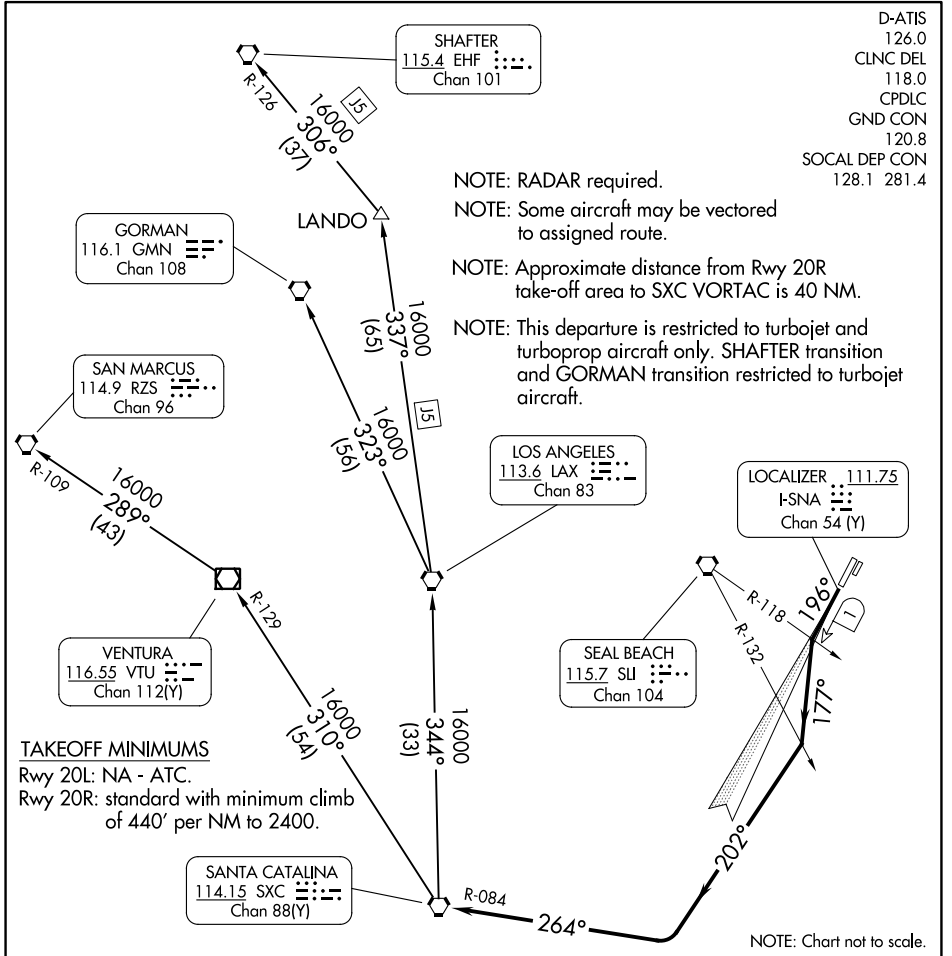 D-ATIS
126.0
CLNC DEL
118.0
CPDLC
GND CON
120.8
SOCAL DEP CON
128.1 281.4
SHAFTER
115.4 EHF
Chan 101
R-126
16000
306°
(37)
J5
NOTE: RADAR required.
NOTE: Some aircraft may be vectored
to assigned route.
NOTE: Approximate distance from Rwy 20R
take-off area to SXC VORTAC is 40 NM.
NOTE: This departure is restricted to turbojet and
turboprop aircraft only. SHAFTER transition
and GORMAN transition restricted to turbojet
aircraft.
LANDO
GORMAN
116.1 GMN
Chan 108
16000
337°
(65)
J5
16000
323°
(56)
SAN MARCUS
114.9 RZS
Chan 96
R-109
16000
289°
(43)
LOS ANGELES
113.6 LAX
Chan 83
LOCALIZER 111.75
I-SNA
Chan 54 (Y)
196°
1
R-118
R-132
177°
SEAL BEACH
115.7 SLI
Chan 104
R-129
VENTURA
116.55 VTU
Chan 112(Y)
16000
310°
(54)
16000
344°
(33)
TAKEOFF MINIMUMS
Rwy 20L: NA - ATC.
Rwy 20R: standard with minimum climb
of 440' per NM to 2400.
202°
SANTA CATALINA
114.15 SXC
Chan 88(Y)
R-084
264°
NOTE: Chart not to scale.